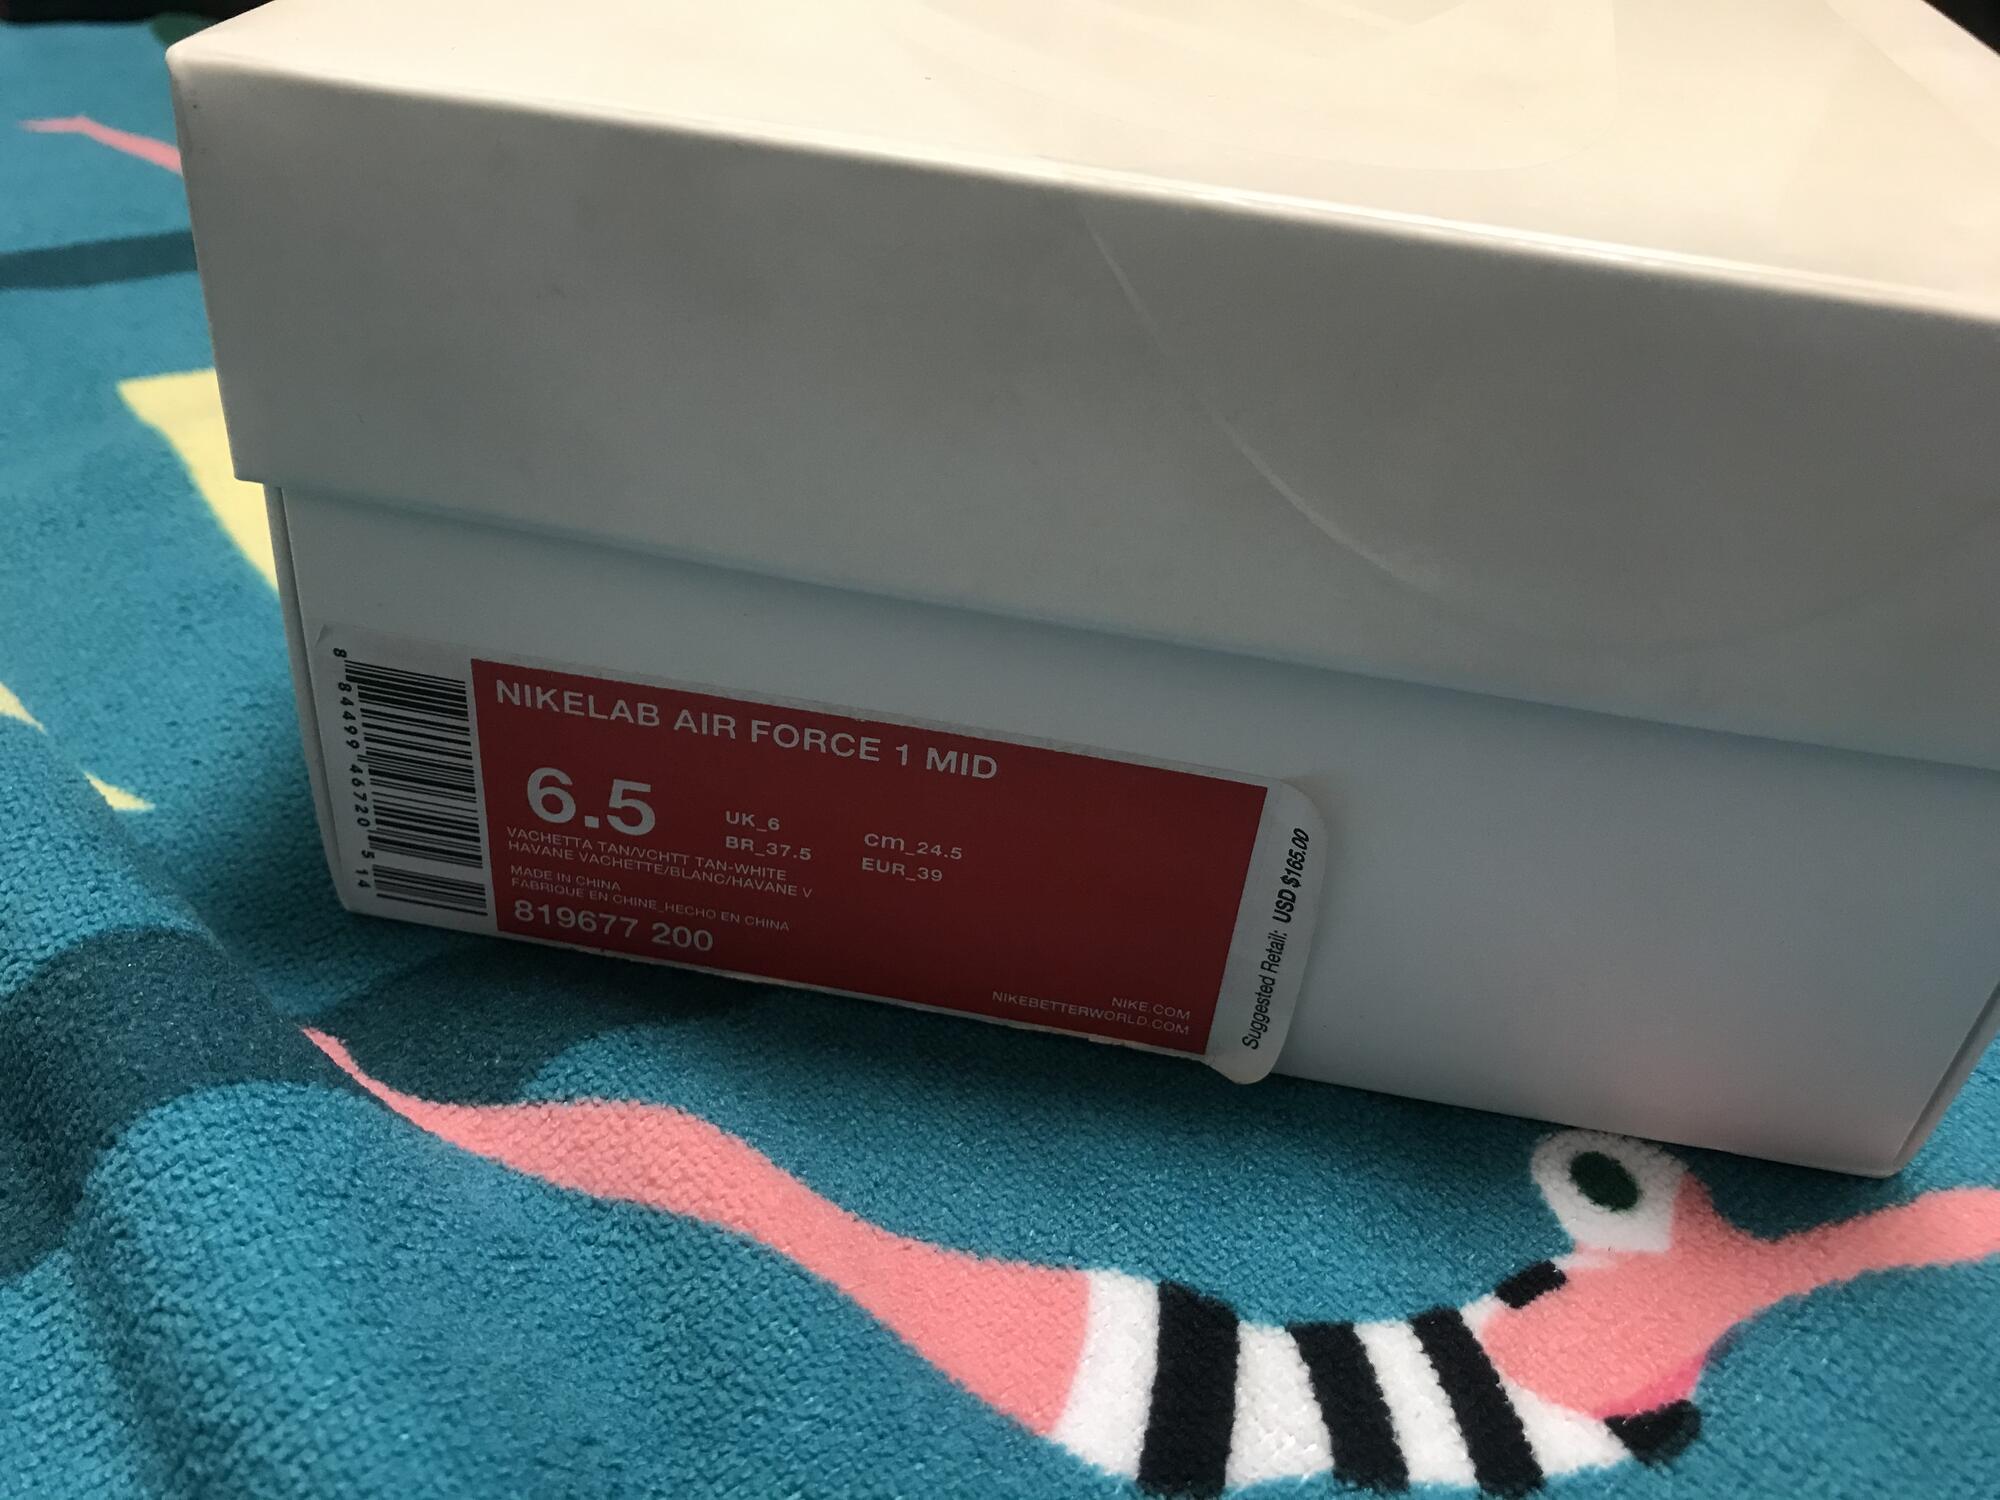 NIKELAB AIR FORCE 1 MID
6.5
UK_6
cm_24.5
BR_37.5
EUR_39
VACHETTA TAN/VCHTT TAN-WHITE
HAVANE VACHETTE/BLANC/HAVANE V
MADE IN CHINA
FABRIQUE EN CHINE_HECHO EN CHINA
819677 200
NIKE.COM
NIKEBETTERWORLD.COM
8 84499 46720 5 14
Suggested Retail: USD $165.00